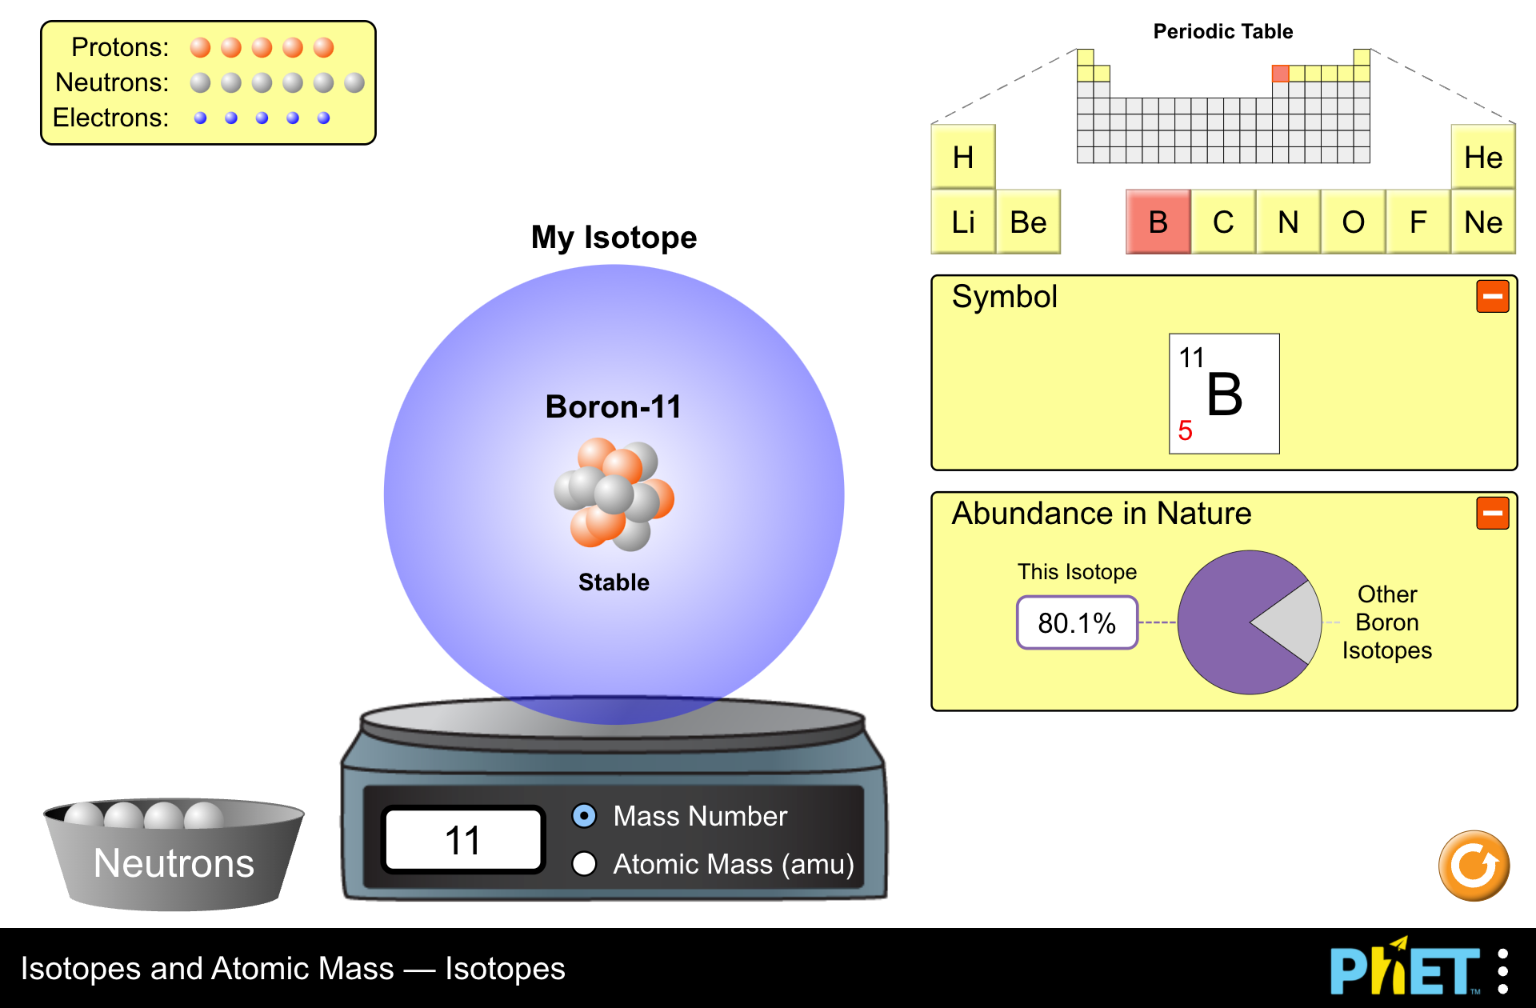 Protons:
Neutrons:
Electrons:
My Isotope
Boron-11
Stable
11
Mass Number
Atomic Mass (amu)
Neutrons
Periodic Table
H
He
Li Be B C N O F Ne
Symbol
11
B
5
Abundance in Nature
This Isotope
80.1%
Other
Boron
Isotopes
Isotopes and Atomic Mass — Isotopes
PhET™